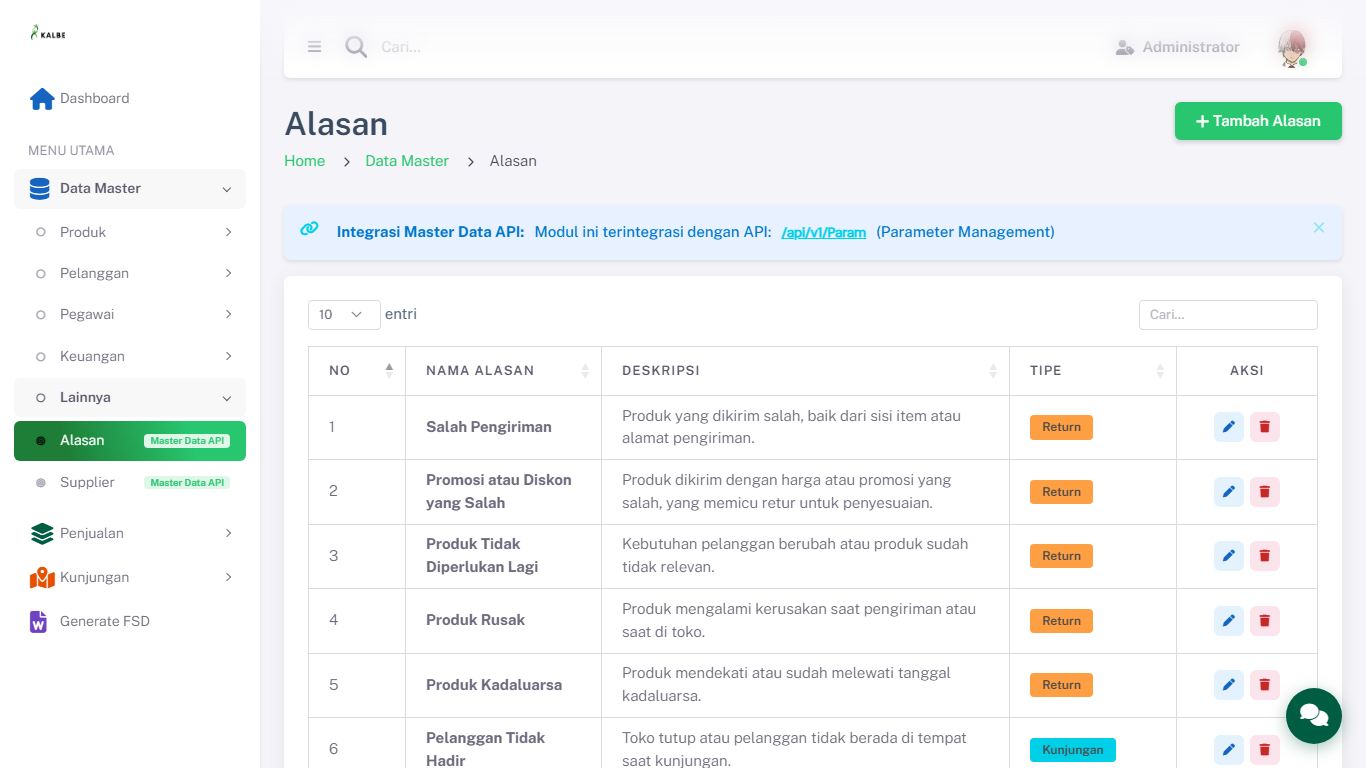 KALBE
Dashboard
MENU UTAMA
Data Master
Produk
Pelanggan
Pegawai
Keuangan
Lainnya
Alasan Master Data API
Supplier Master Data API
Penjualan
Kunjungan
Generate FSD
Cari...
Administrator
Alasan
Home
Data Master
Alasan
+ Tambah Alasan
Integrasi Master Data API: Modul ini terintegrasi dengan API: /api/v1/Param (Parameter Management)
10 entri
Cari...
NO NAMA ALASAN DESKRIPSI TIPE AKSI
1 Salah Pengiriman Produk yang dikirim salah, baik dari sisi item atau Return
alamat pengiriman.
2 Promosi atau Diskon Produk dikirim dengan harga atau promosi yang Return
yang Salah salah, yang memicu retur untuk penyesuaian.
3 Produk Tidak Kebutuhan pelanggan berubah atau produk sudah Return
Diperlukan Lagi tidak relevan.
4 Produk Rusak Produk mengalami kerusakan saat pengiriman atau Return
saat di toko.
5 Produk Kadaluarsa Produk mendekati atau sudah melewati tanggal Return
kadaluarsa.
6 Pelanggan Tidak Toko tutup atau pelanggan tidak berada di tempat Kunjungan
Hadir saat kunjungan.